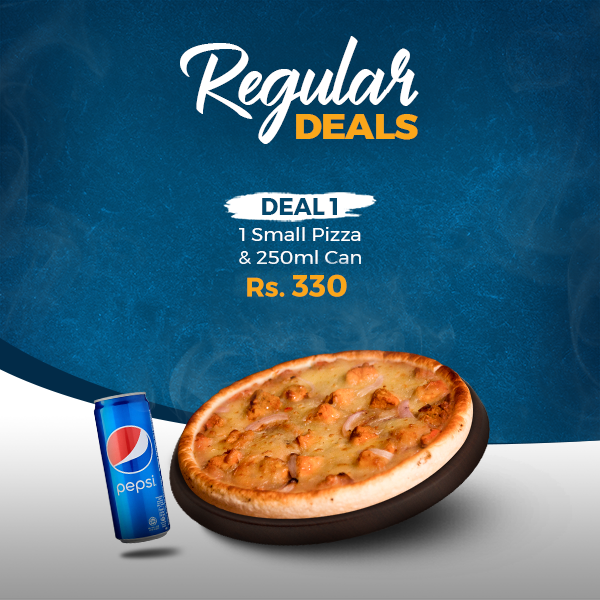 Regular
DEALS
DEAL 1
1 Small Pizza
& 250ml Can
Rs. 330
pepsi